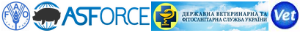 FAO
ASFORCE
ДЕРЖАВНА ВЕТЕРИНАРНА ТА
ФІТОСАНІТАРНА СЛУЖБА УКРАЇНИ
Vet